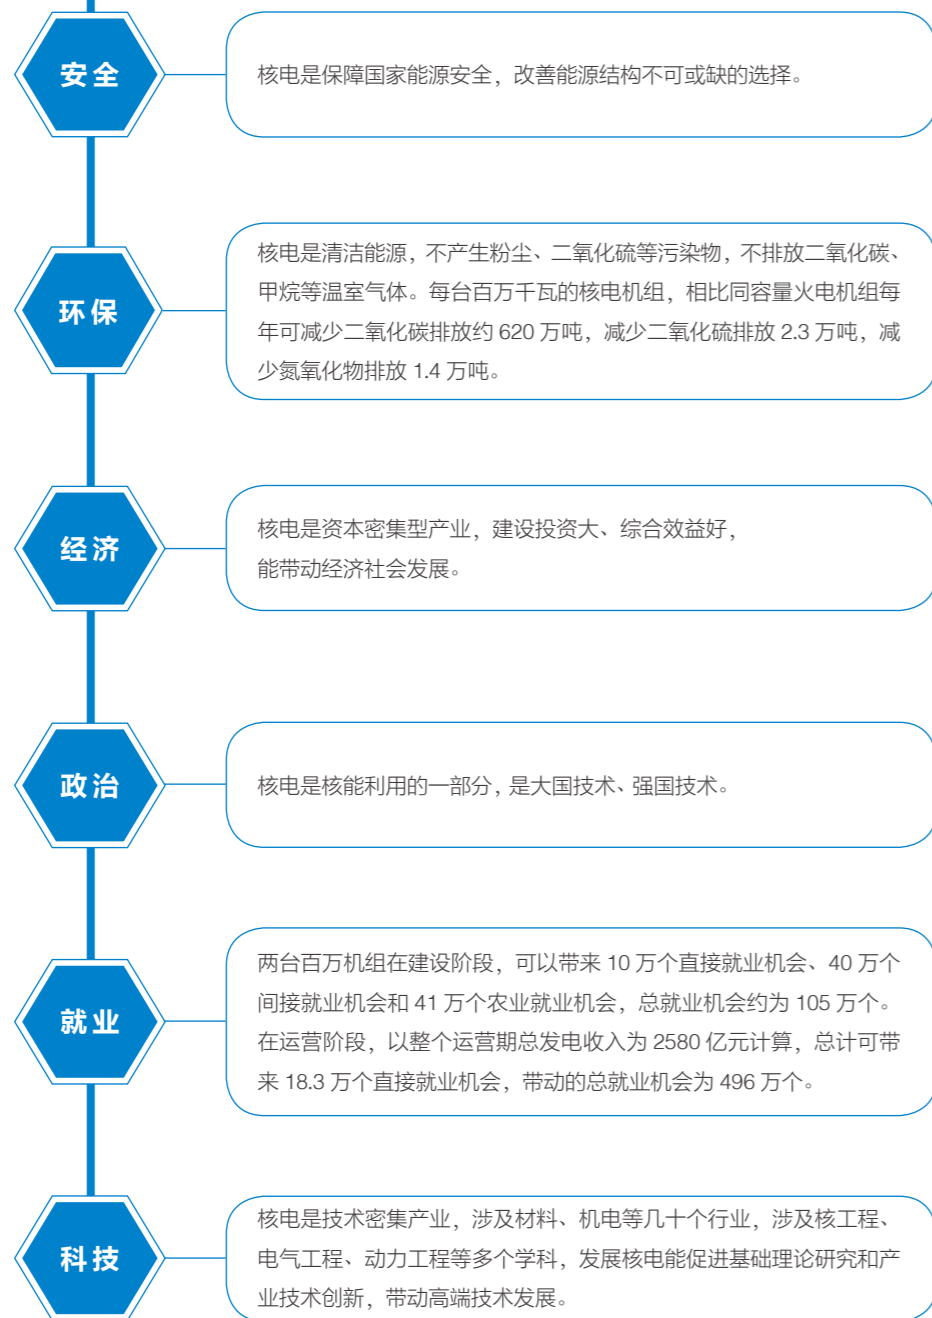 安全
核电是保障国家能源安全，改善能源结构不可或缺的选择。
环保
核电是清洁能源，不产生粉尘、二氧化硫等污染物，不排放二氧化碳、
甲烷等温室气体。每台百万千瓦的核电机组，相比同容量火电机组每
年可减少二氧化碳排放约 620 万吨，减少二氧化硫排放 2.3 万吨，减
少氮氧化物排放 1.4 万吨。
经济
核电是资本密集型产业，建设投资大、综合效益好，
能带动经济社会发展。
政治
核电是核能利用的一部分，是大国技术、强国技术。
就业
两台百万机组在建设阶段，可以带来 10 万个直接就业机会、40 万个
间接就业机会和 41 万个农业就业机会，总就业机会约为 105 万个。
在运营阶段，以整个运营期总发电收入为 2580 亿元计算，总计可带
来 18.3 万个直接就业机会，带动的总就业机会为 496 万个。
科技
核电是技术密集产业，涉及材料、机电等几十个行业，涉及核工程、
电气工程、动力工程等多个学科，发展核电能促进基础理论研究和产
业技术创新，带动高端技术发展。